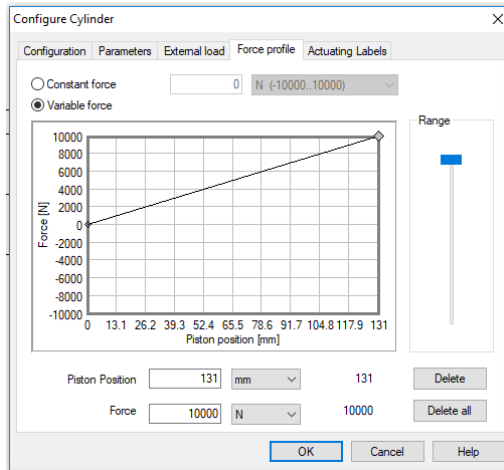 Configure Cylinder
Configuration Parameters External load Force profile Actuating Labels
Constant force 0 N (-10000..10000)
Variable force
Range
10000
8000
6000
4000
2000
0
-2000
-4000
-6000
-8000
-10000
Force [N]
0 13.1 26.2 39.3 52.4 65.5 78.6 91.7 104.8 117.9 131
Piston position [mm]
Piston Position 131 mm 131 Delete
Force 10000 N 10000 Delete all
OK Cancel Help